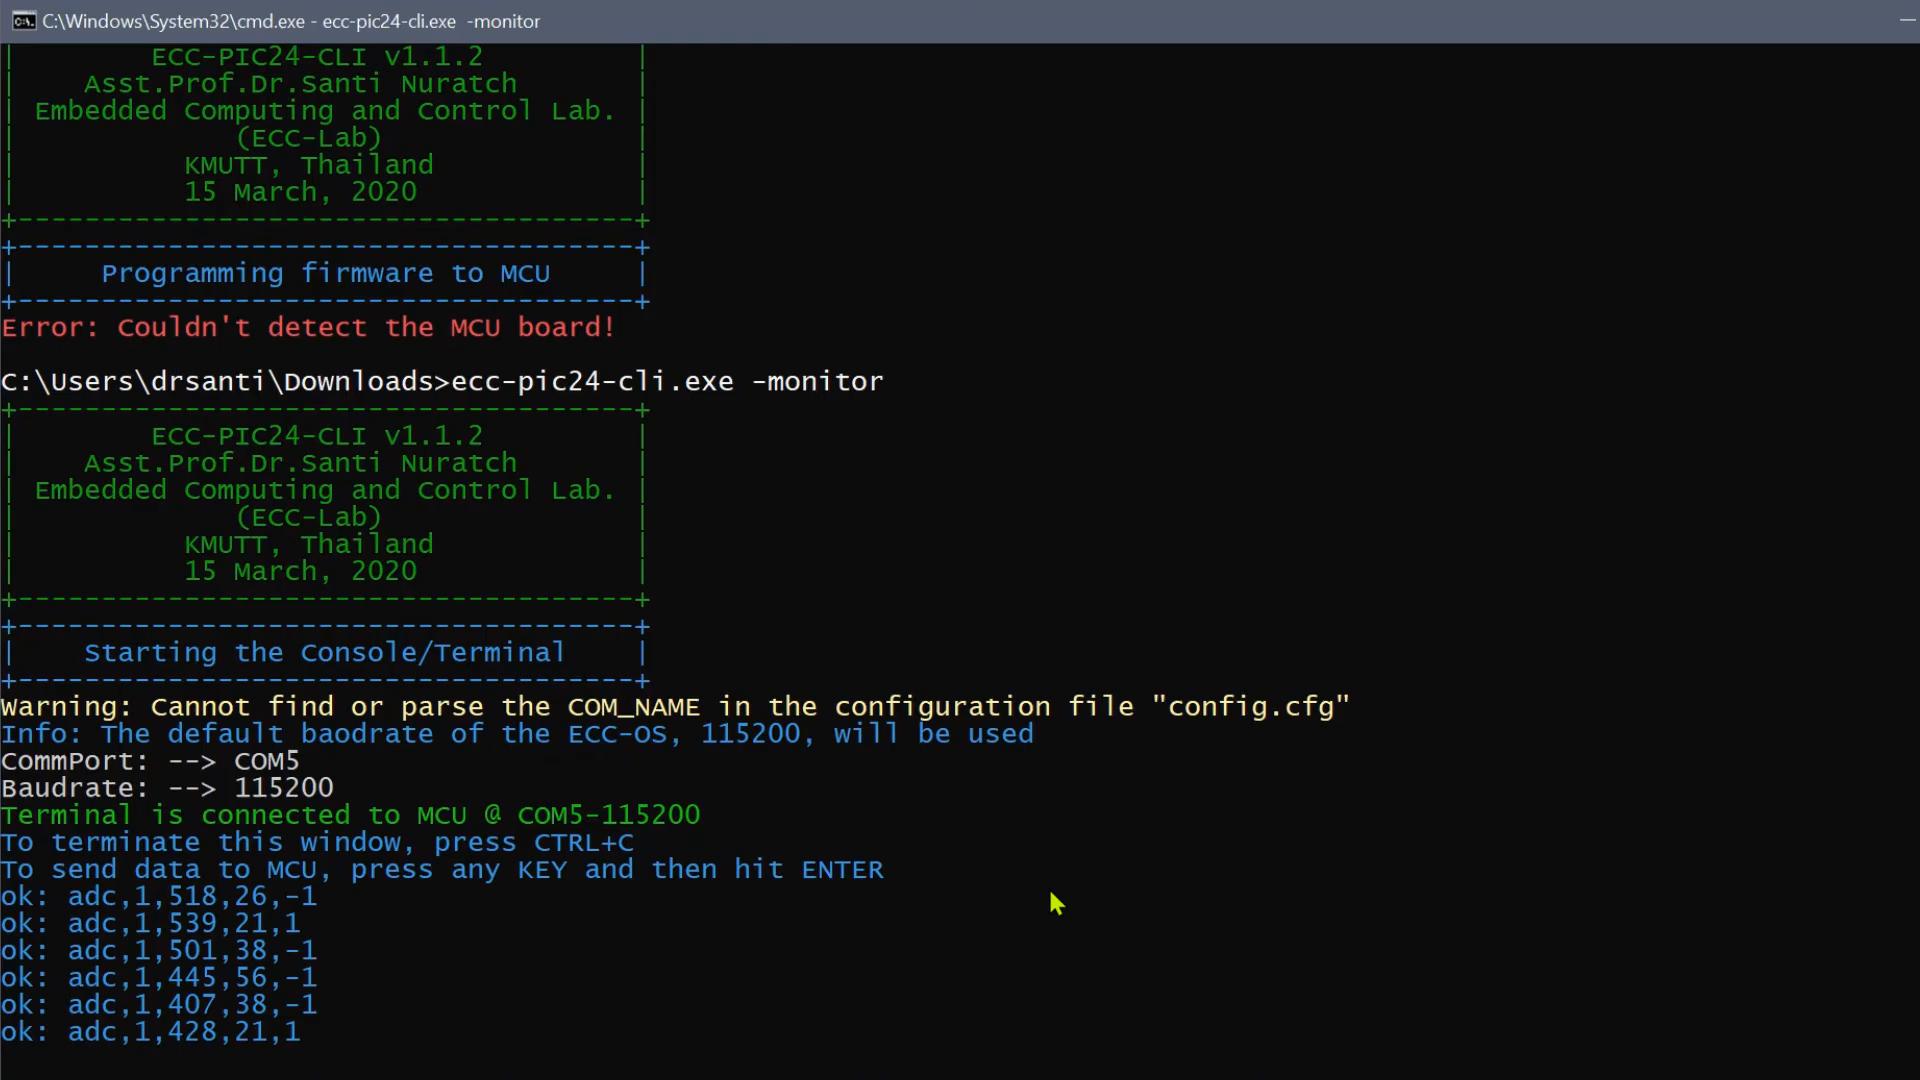 C:\Windows\System32\cmd.exe - ecc-pic24-cli.exe -monitor
| ECC-PIC24-CLI v1.1.2 |
| Asst.Prof.Dr.Santi Nuratch |
| Embedded Computing and Control Lab. |
| (ECC-Lab) |
| KMUTT, Thailand |
| 15 March, 2020 |
+-------------------------------------+
+-------------------------------------+
| Programming firmware to MCU |
+-------------------------------------+
Error: Couldn't detect the MCU board!
C:\Users\drsanti\Downloads>ecc-pic24-cli.exe -monitor
+-------------------------------------+
| ECC-PIC24-CLI v1.1.2 |
| Asst.Prof.Dr.Santi Nuratch |
| Embedded Computing and Control Lab. |
| (ECC-Lab) |
| KMUTT, Thailand |
| 15 March, 2020 |
+-------------------------------------+
+-------------------------------------+
| Starting the Console/Terminal |
+-------------------------------------+
Warning: Cannot find or parse the COM_NAME in the configuration file "config.cfg"
Info: The default baodrate of the ECC-OS, 115200, will be used
CommPort: --> COM5
Baudrate: --> 115200
Terminal is connected to MCU @ COM5-115200
To terminate this window, press CTRL+C
To send data to MCU, press any KEY and then hit ENTER
ok: adc,1,518,26,-1
ok: adc,1,539,21,1
ok: adc,1,501,38,-1
ok: adc,1,445,56,-1
ok: adc,1,407,38,-1
ok: adc,1,428,21,1